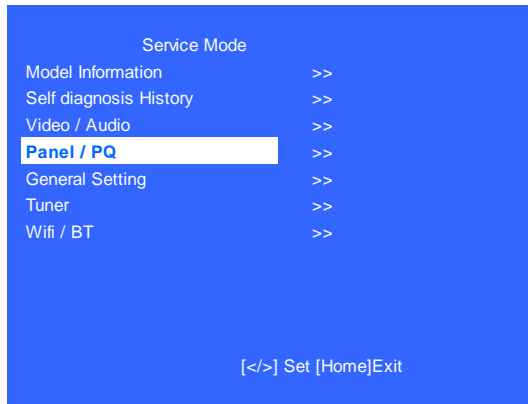 Service Mode
Model Information >>
Self diagnosis History >>
Video / Audio >>
Panel / PQ >>
General Setting >>
Tuner >>
Wifi / BT >>
[</>] Set [Home]Exit